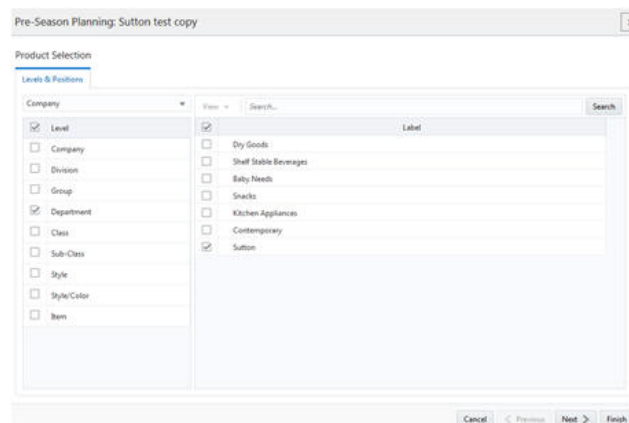 Pre-Season Planning: Sutton test copy
Product Selection
Levels & Positions
Company
View
Search...
Search
Level
Company
Division
Group
Department
Class
Sub-Class
Style
Style/Color
Item
Label
Dry Goods
Shelf Stable Beverages
Baby Needs
Snacks
Kitchen Appliances
Contemporary
Sutton
Cancel < Previous Next > Finish